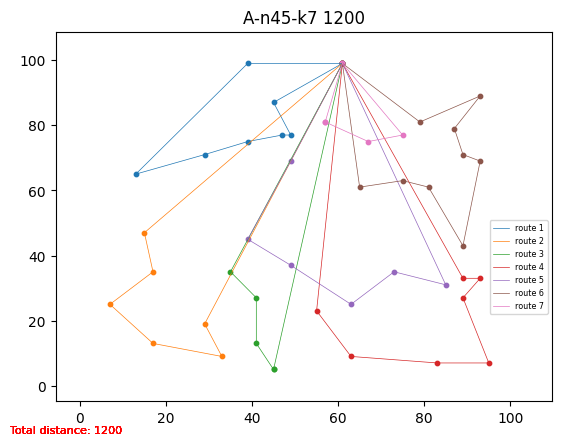 A-n45-k7 1200
100
80
60
40
20
0
route 1
route 2
route 3
route 4
route 5
route 6
route 7
0 20 40 60 80 100
Total distance: 1200